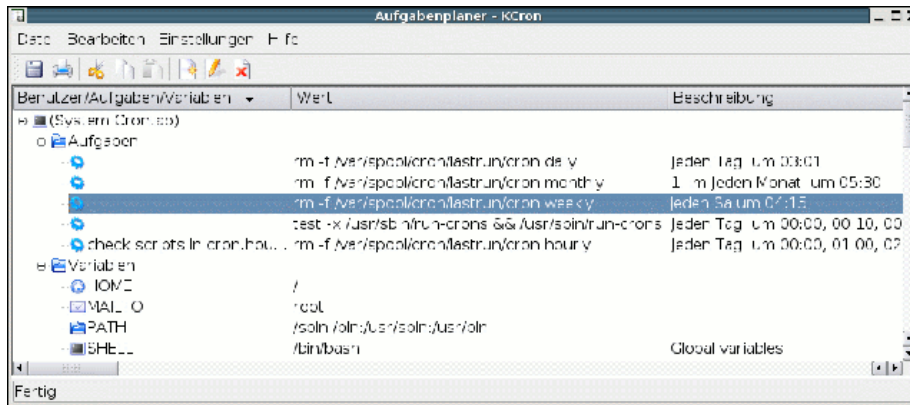 Aufgabenplaner - KCron
Datei Bearbeiten Einstellungen Hilfe
Benutzer/Aufgaben/Variablen Wert Beschreibung
(System Crontab)
Aufgaben
rm -f /var/spool/cron/lastrun/cron.daily Jeden Tag um 03:01
rm -f /var/spool/cron/lastrun/cron.monthly 1. im Jeden Monat um 05:30
rm -f /var/spool/cron/lastrun/cron.weekly Jeden Sa um 04:15
test -x /usr/sbin/run-crons && /usr/sbin/run-crons Jeden Tag um 00:00, 00:10, 00
check scripts in cron.hou... rm -f /var/spool/cron/lastrun/cron.hourly Jeden Tag um 00:00, 01:00, 02
Variablen
HOME /
MAILTO root
PATH /sbin:/bin:/usr/sbin:/usr/bin
SHELL /bin/bash Global variables
Fertig